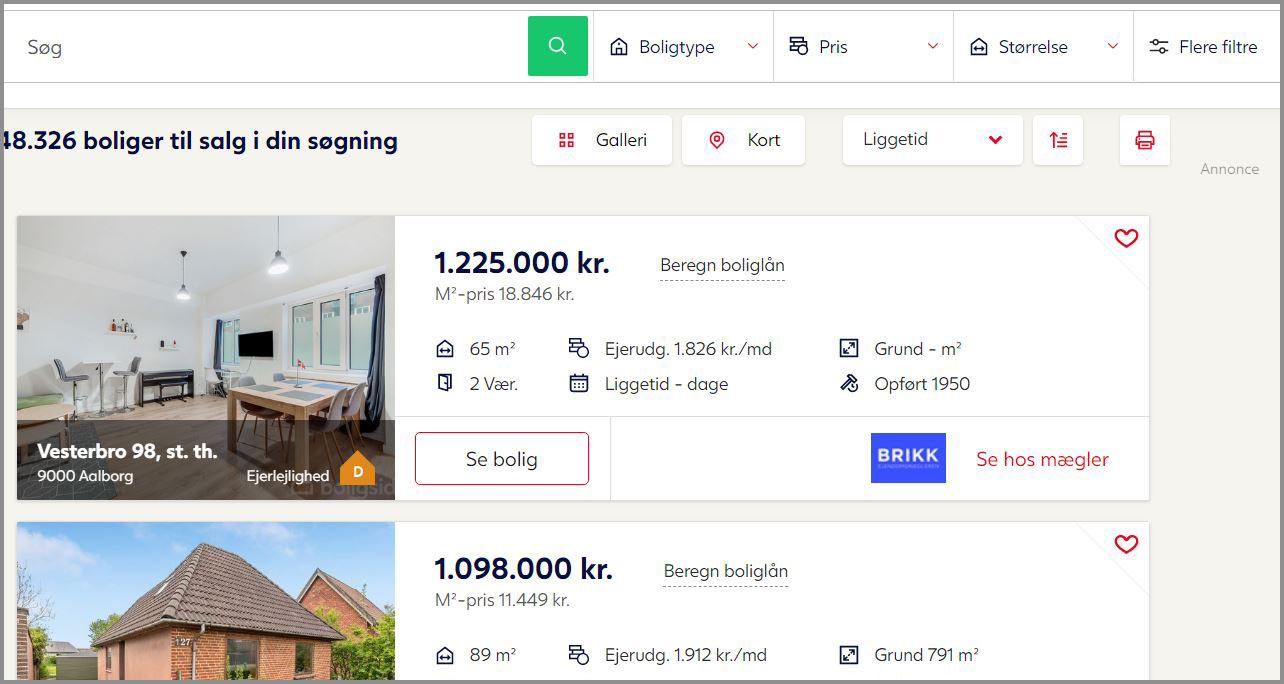 Søg
Boligtype
Pris
Størrelse
Flere filtre
48.326 boliger til salg i din søgning
Galleri
Kort
Liggetid
Annonce
1.225.000 kr.
Beregn boliglån
M²-pris 18.846 kr.
65 m²
Ejerudg. 1.826 kr./md
Grund - m²
2 Vær.
Liggetid - dage
Opført 1950
Vesterbro 98, st. th.
9000 Aalborg
Ejerlejlighed
D
Se bolig
BRIKK
EJENDOMSMÆGLEREN
Se hos mægler
1.098.000 kr.
Beregn boliglån
M²-pris 11.449 kr.
127
89 m²
Ejerudg. 1.912 kr./md
Grund 791 m²